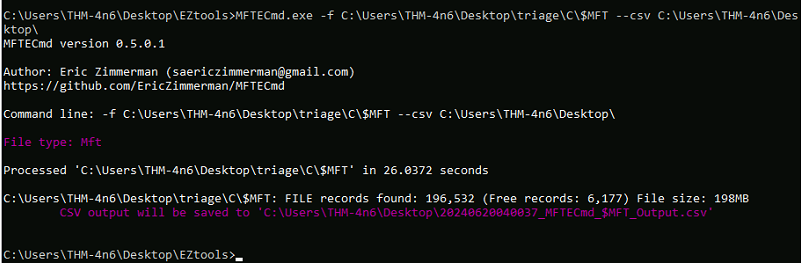 C:\Users\THM-4n6\Desktop\EZtools>MFTECmd.exe -f C:\Users\THM-4n6\Desktop\triage\C\$MFT --csv C:\Users\THM-4n6\Des
ktop\
MFTECmd version 0.5.0.1
Author: Eric Zimmerman (saericzimmerman@gmail.com)
https://github.com/EricZimmerman/MFTECmd
Command line: -f C:\Users\THM-4n6\Desktop\triage\C\$MFT --csv C:\Users\THM-4n6\Desktop\
File type: Mft
Processed 'C:\Users\THM-4n6\Desktop\triage\C\$MFT' in 26.0372 seconds
C:\Users\THM-4n6\Desktop\triage\C\$MFT: FILE records found: 196,532 (Free records: 6,177) File size: 198MB
CSV output will be saved to 'C:\Users\THM-4n6\Desktop\20240620040037_MFTECmd_$MFT_Output.csv'
C:\Users\THM-4n6\Desktop\EZtools>